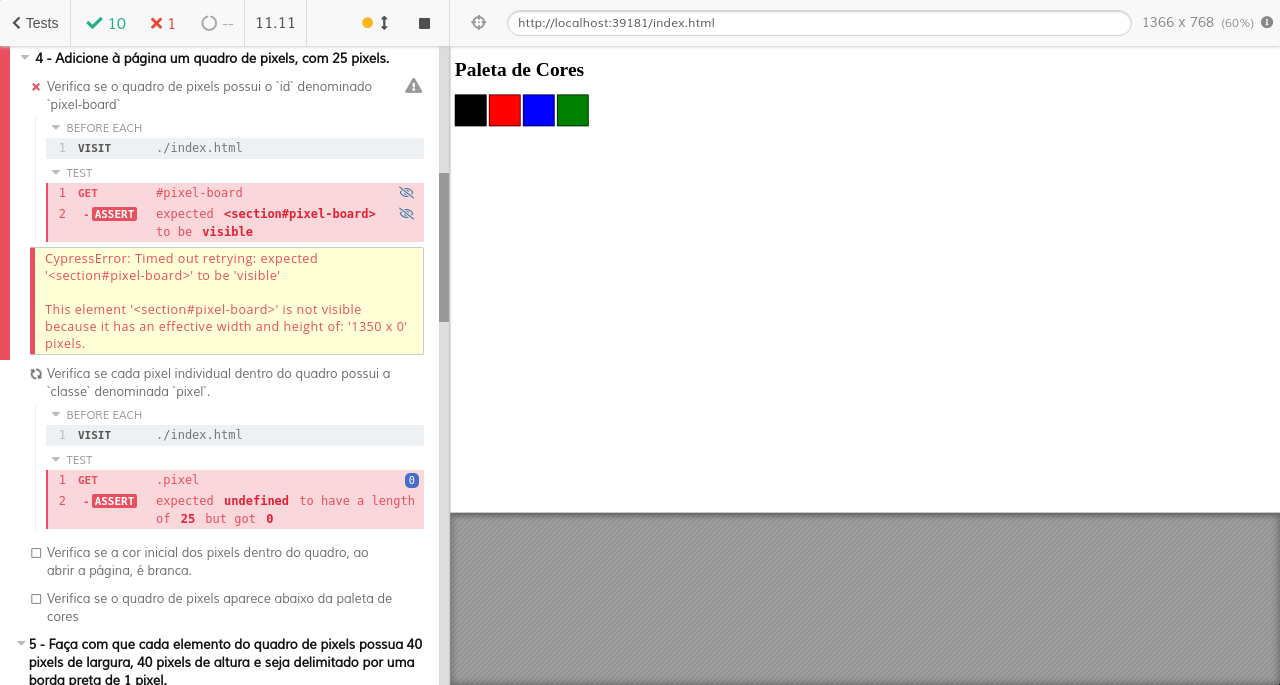 Tests 10 1 -- 11.11 http://localhost:39181/index.html 1366 x 768 (60%)
4 - Adicione à página um quadro de pixels, com 25 pixels.
Verifica se o quadro de pixels possui o `id` denominado
`pixel-board`
BEFORE EACH
1 VISIT ./index.html
TEST
1 GET #pixel-board
2 -ASSERT expected <section#pixel-board>
to be visible
CypressError: Timed out retrying: expected
'<section#pixel-board>' to be 'visible'
This element '<section#pixel-board>' is not visible
because it has an effective width and height of: '1350 x 0'
pixels.
Verifica se cada pixel individual dentro do quadro possui a
`classe` denominada `pixel`.
BEFORE EACH
1 VISIT ./index.html
TEST
1 GET .pixel 0
2 -ASSERT expected undefined to have a length
of 25 but got 0
Verifica se a cor inicial dos pixels dentro do quadro, ao
abrir a página, é branca.
Verifica se o quadro de pixels aparece abaixo da paleta de
cores
5 - Faça com que cada elemento do quadro de pixels possua 40
pixels de largura, 40 pixels de altura e seja delimitado por uma
borda preta de 1 pixel.
Paleta de Cores